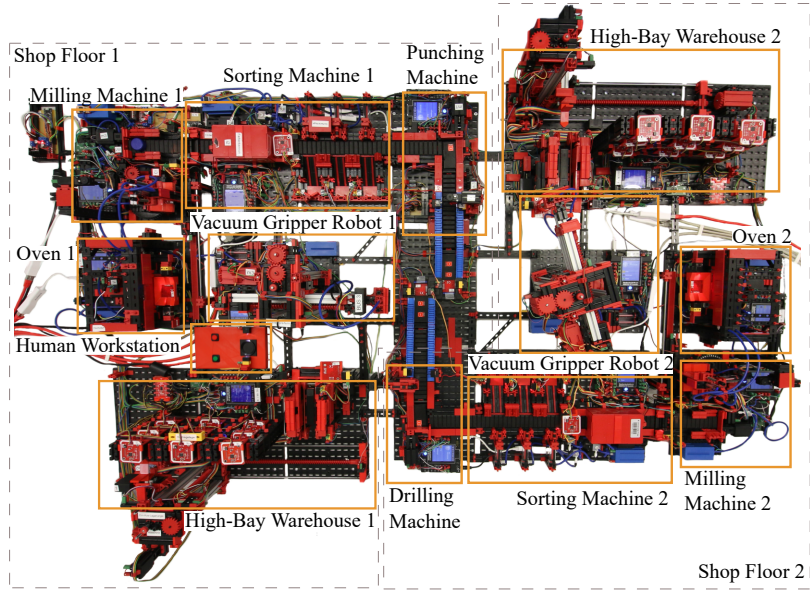 Shop Floor 1
Milling Machine 1
Sorting Machine 1
Punching
Machine
High-Bay Warehouse 2
Vacuum Gripper Robot 1
Oven 1
Oven 2
Human Workstation
Vacuum Gripper Robot 2
High-Bay Warehouse 1
Drilling
Machine
Sorting Machine 2
Milling
Machine 2
Shop Floor 2